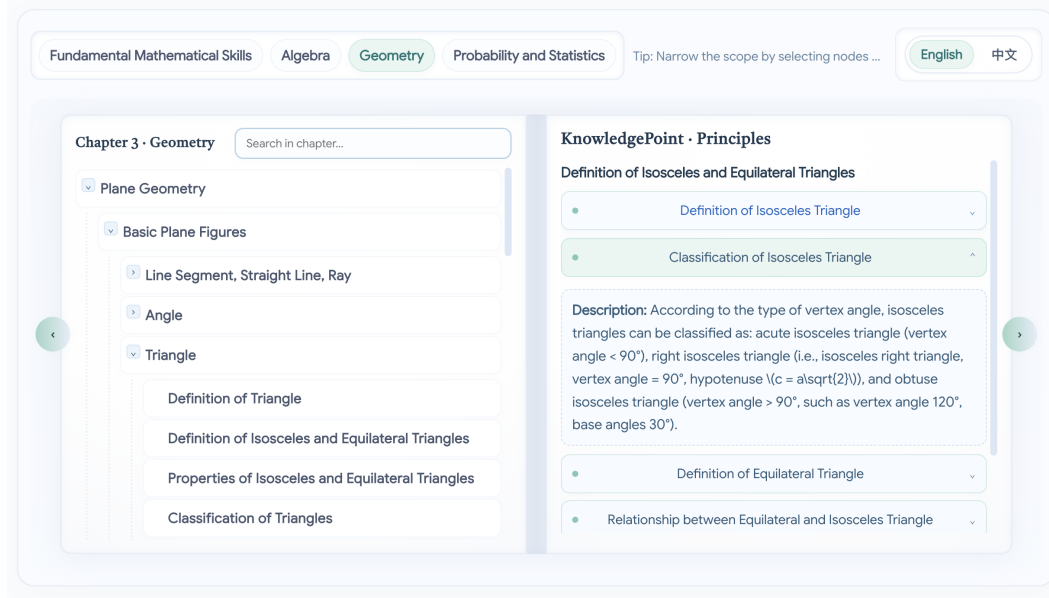 Fundamental Mathematical Skills
Algebra
Geometry
Probability and Statistics
Tip: Narrow the scope by selecting nodes ...
English
中文
Chapter 3 · Geometry
Search in chapter...
Plane Geometry
Basic Plane Figures
Line Segment, Straight Line, Ray
Angle
Triangle
Definition of Triangle
Definition of Isosceles and Equilateral Triangles
Properties of Isosceles and Equilateral Triangles
Classification of Triangles
KnowledgePoint · Principles
Definition of Isosceles and Equilateral Triangles
Definition of Isosceles Triangle
Classification of Isosceles Triangle
Description: According to the type of vertex angle, isosceles
triangles can be classified as: acute isosceles triangle (vertex
angle < 90°), right isosceles triangle (i.e., isosceles right triangle,
vertex angle = 90°, hypotenuse \(c = a\sqrt{2}\)), and obtuse
isosceles triangle (vertex angle > 90°, such as vertex angle 120°,
base angles 30°).
Definition of Equilateral Triangle
Relationship between Equilateral and Isosceles Triangle